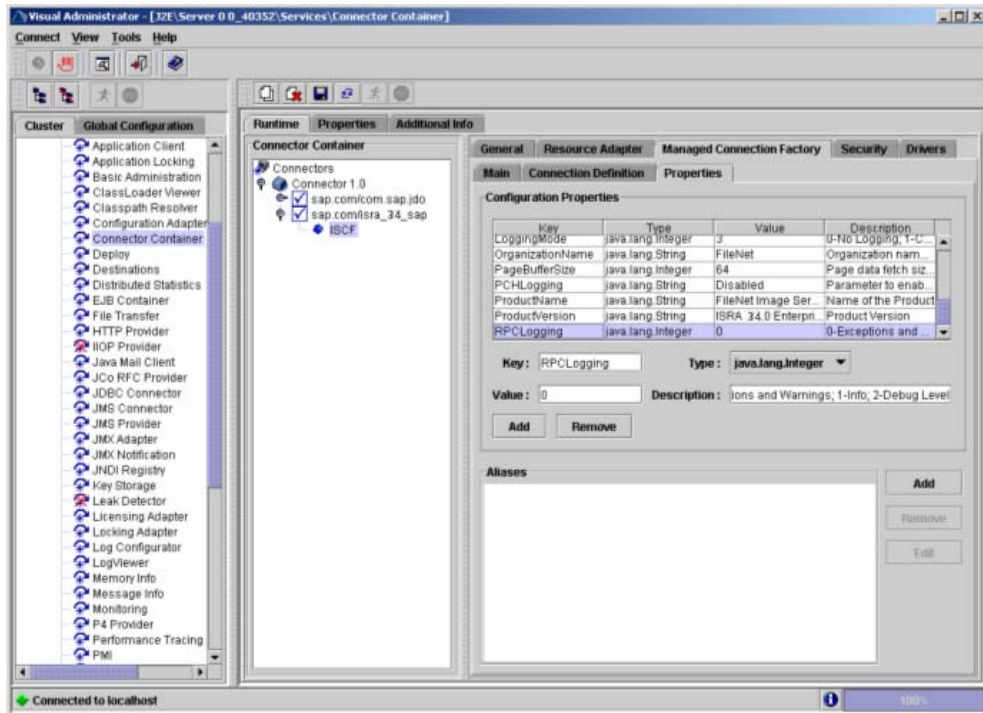 Visual Administrator - [J2E\Server 0 0_40352\Services\Connector Container]
Connect View Tools Help
Cluster Global Configuration
Application Client
Application Locking
Basic Administration
ClassLoader Viewer
Classpath Resolver
Configuration Adapter
Connector Container
Deploy
Destinations
Distributed Statistics
EJB Container
File Transfer
HTTP Provider
IIOP Provider
Java Mail Client
JCo RFC Provider
JDBC Connector
JMS Connector
JMS Provider
JMX Adapter
JMX Notification
JNDI Registry
Key Storage
Leak Detector
Licensing Adapter
Locking Adapter
Log Configurator
LogViewer
Memory Info
Message Info
Monitoring
P4 Provider
Performance Tracing
PMI
Runtime Properties Additional Info
Connector Container
Connectors
Connector 1.0
sap.com/com.sap.jdo
sap.com/isra_34_sap
ISCF
General Resource Adapter Managed Connection Factory Security Drivers
Main Connection Definition Properties
Configuration Properties
Key Type Value Description
LoggingMode java.lang.Integer 3 0-No Logging; 1-C...
OrganizationName java.lang.String FileNet Organization nam...
PageBufferSize java.lang.Integer 64 Page data fetch siz...
PCHLogging java.lang.String Disabled Parameter to enab...
ProductName java.lang.String FileNet Image Ser... Name of the Product
ProductVersion java.lang.String ISRA 34.0 Enterpri... Product Version
RPCLogging java.lang.Integer 0 0-Exceptions and ...
Key : RPCLogging Type : java.lang.Integer
Value : 0 Description : ions and Warnings; 1-Info; 2-Debug Level
Add Remove
Aliases
Add
Remove
Edit
Connected to localhost 100%